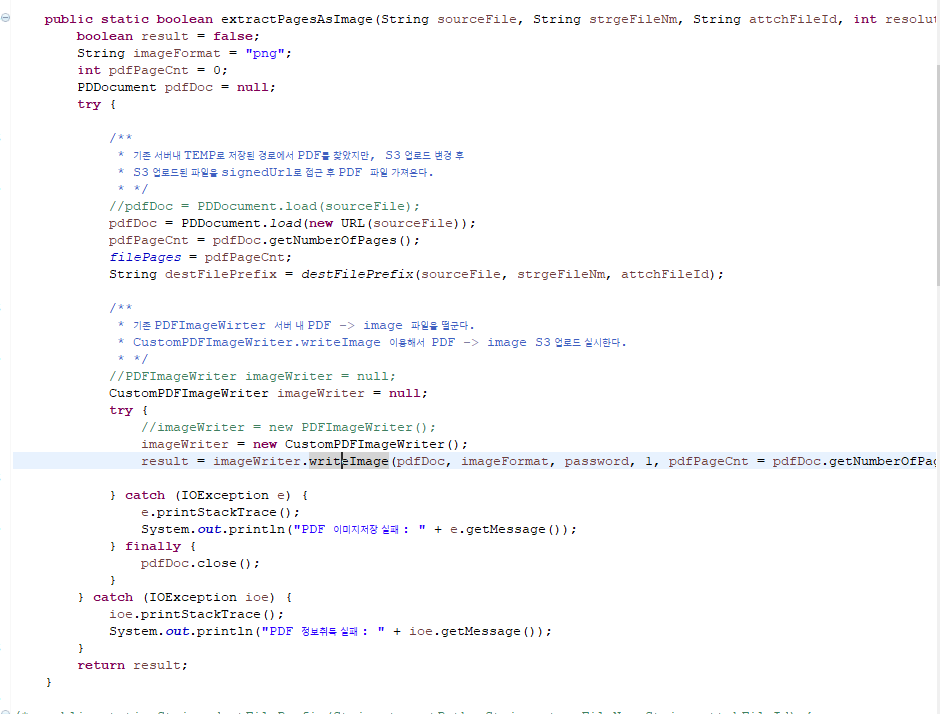 public static boolean extractPagesAsImage(String sourceFile, String strgeFileNm, String attchFileId, int resolut
boolean result = false;
String imageFormat = "png";
int pdfPageCnt = 0;
PDDocument pdfDoc = null;
try {
/**
* 기존 서버내 TEMP로 저장된 경로에서 PDF를 찾았지만, S3 업로드 변경 후
* S3 업로드된 파일을 signedUrl로 접근 후 PDF 파일 가져온다.
* */
//pdfDoc = PDDocument.load(sourceFile);
pdfDoc = PDDocument.load(new URL(sourceFile));
pdfPageCnt = pdfDoc.getNumberOfPages();
filePages = pdfPageCnt;
String destFilePrefix = destFilePrefix(sourceFile, strgeFileNm, attchFileId);
/**
* 기존 PDFImageWirter 서버 내 PDF -> image 파일을 떨군다.
* CustomPDFImageWriter.writeImage 이용해서 PDF -> image S3 업로드 실시한다.
* */
//PDFImageWriter imageWriter = null;
CustomPDFImageWriter imageWriter = null;
try {
//imageWriter = new PDFImageWriter();
imageWriter = new CustomPDFImageWriter();
result = imageWriter.writeImage(pdfDoc, imageFormat, password, 1, pdfPageCnt = pdfDoc.getNumberOfPag
} catch (IOException e) {
e.printStackTrace();
System.out.println("PDF 이미지저장 실패 : " + e.getMessage());
} finally {
pdfDoc.close();
}
} catch (IOException ioe) {
ioe.printStackTrace();
System.out.println("PDF 정보취득 실패 : " + ioe.getMessage());
}
return result;
}